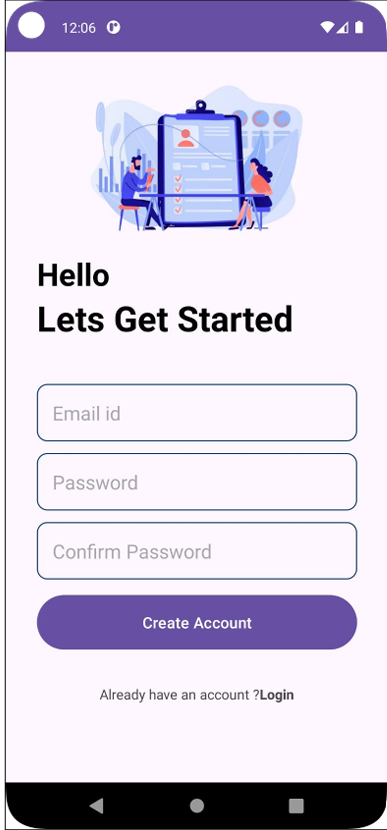 12:06
Hello
Lets Get Started
Email id
Password
Confirm Password
Create Account
Already have an account ?Login